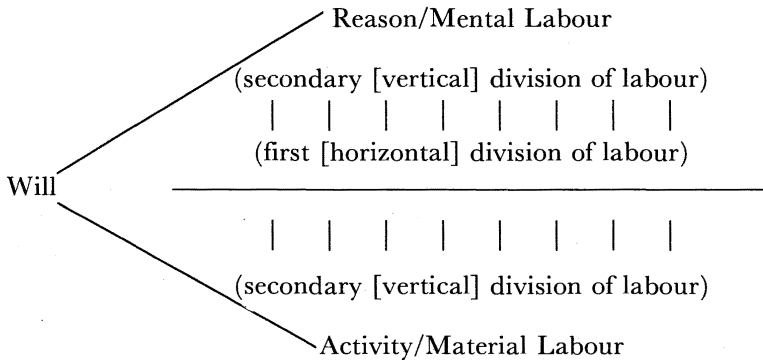 Reason/Mental Labour
(secondary [vertical] division of labour)
(first [horizontal] division of labour)
Will
(secondary [vertical] division of labour)
Activity/Material Labour